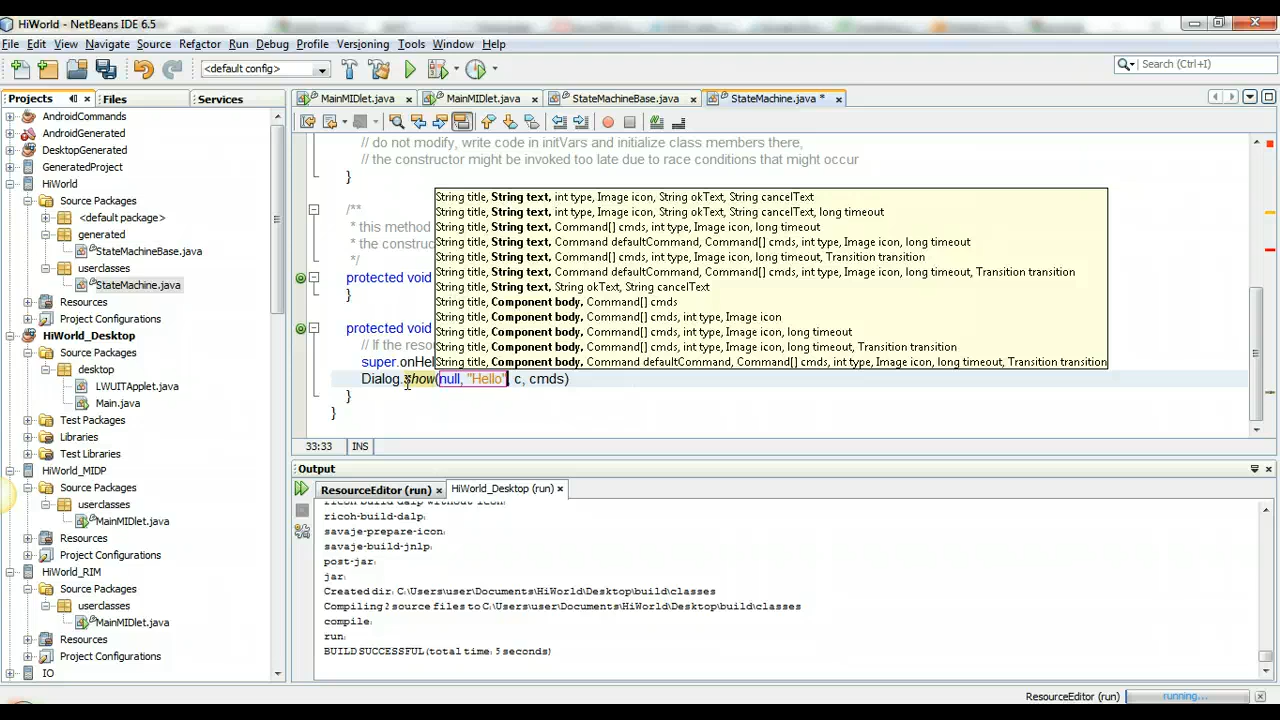 HiWorld - NetBeans IDE 6.5
File Edit View Navigate Source Refactor Run Debug Profile Versioning Tools Window Help
<default config> Search (Ctrl+I)
Projects Files Services
MainMIDlet.java MainMIDlet.java StateMachineBase.java StateMachine.java *
AndroidCommands
AndroidGenerated
DesktopGenerated
GeneratedProject
HiWorld
Source Packages
<default package>
generated
StateMachineBase.java
userclasses
StateMachine.java
Resources
Project Configurations
HiWorld_Desktop
Source Packages
desktop
LWUITApplet.java
Main.java
Test Packages
Libraries
Test Libraries
HiWorld_MIDP
Source Packages
userclasses
MainMIDlet.java
Resources
Project Configurations
HiWorld_RIM
Source Packages
userclasses
MainMIDlet.java
Resources
Project Configurations
IO
// do not modify, write code in initVars and initialize class members there,
// the constructor might be invoked too late due to race conditions that might occur
}
/**
* this method
* the construc
*/
protected void
}
protected void
// If the reso
super.onHel
Dialog.show(null, "Hello", c, cmds)
}
}
String title, String text, int type, Image icon, String okText, String cancelText
String title, String text, int type, Image icon, String okText, String cancelText, long timeout
String title, String text, Command[] cmds, int type, Image icon, long timeout
String title, String text, Command defaultCommand, Command[] cmds, int type, Image icon, long timeout
String title, String text, Command[] cmds, int type, Image icon, long timeout, Transition transition
String title, String text, Command defaultCommand, Command[] cmds, int type, Image icon, long timeout, Transition transition
String title, String text, String okText, String cancelText
String title, Component body, Command[] cmds
String title, Component body, Command[] cmds, int type, Image icon
String title, Component body, Command[] cmds, int type, Image icon, long timeout
String title, Component body, Command[] cmds, int type, Image icon, long timeout, Transition transition
String title, Component body, Command defaultCommand, Command[] cmds, int type, Image icon, long timeout, Transition transition
33:33 INS
Output
ResourceEditor (run) HiWorld_Desktop (run)
ricoh-build-dalp-without-icon:
ricoh-build-dalp:
savaje-prepare-icon:
savaje-build-jnlp:
post-jar:
jar:
Created dir: C:\Users\user\Documents\HiWorld\Desktop\build\classes
Compiling 2 source files to C:\Users\user\Documents\HiWorld\Desktop\build\classes
compile:
run:
BUILD SUCCESSFUL (total time: 5 seconds)
ResourceEditor (run) running...